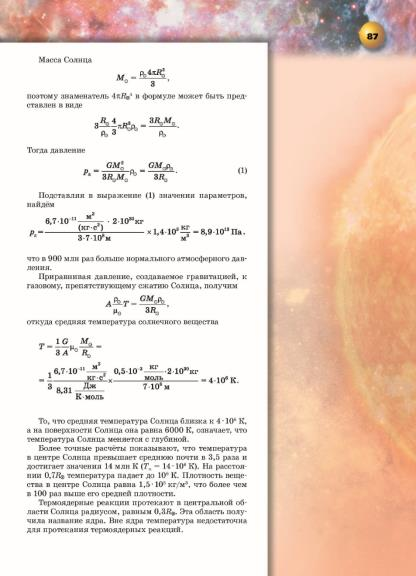 87
Масса Солнца
M☉ = ρ☉4πR☉³ / 3,
поэтому знаменатель 4πR☉⁴ в формуле может быть пред-
ставлен в виде
3 R☉/ρ☉ 4/3 πR☉³ρ☉ = 3R☉M☉ / ρ☉.
Тогда давление
pг = GM☉² / 3R☉M☉ ρ☉ = GM☉ρ☉ / 3R☉. (1)
Подставляя в выражение (1) значения параметров,
найдём
pг = 6,7·10⁻¹¹ м³/(кг·с²) · 2·10³⁰ кг / 3·7·10⁸ м × 1,4·10³ кг/м³ = 8,9·10¹³ Па.
что в 900 млн раз больше нормального атмосферного дав-
ления.
Приравнивая давление, создаваемое гравитацией, к
газовому, препятствующему сжатию Солнца, получим
A ρ☉/μ☉ T = GM☉ρ☉ / 3R☉,
откуда средняя температура солнечного вещества
T = 1/3 G/A μ☉ M☉/R☉ =
= 1/3 6,7·10⁻¹¹ м³/кг·с² / 8,31 Дж/К·моль × 0,5·10⁻³ кг/моль ·2·10³⁰кг / 7·10⁸ м = 4·10⁶ К.
То, что средняя температура Солнца близка к 4·10⁶ К,
а на поверхности Солнца она равна 6000 К, означает, что
температура Солнца меняется с глубиной.
Более точные расчёты показывают, что температура
в центре Солнца превышает среднюю почти в 3,5 раза и
достигает значения 14 млн К (Tц = 14·10⁶ К). На расстоя-
нии 0,7R☉ температура падает до 10⁶ К. Плотность веще-
ства в центре Солнца равна 1,5·10⁵ кг/м³, что более чем
в 100 раз выше его средней плотности.
Термоядерные реакции протекают в центральной об-
ласти Солнца радиусом, равным 0,3R☉. Эта область полу-
чила название ядра. Вне ядра температура недостаточна
для протекания термоядерных реакций.